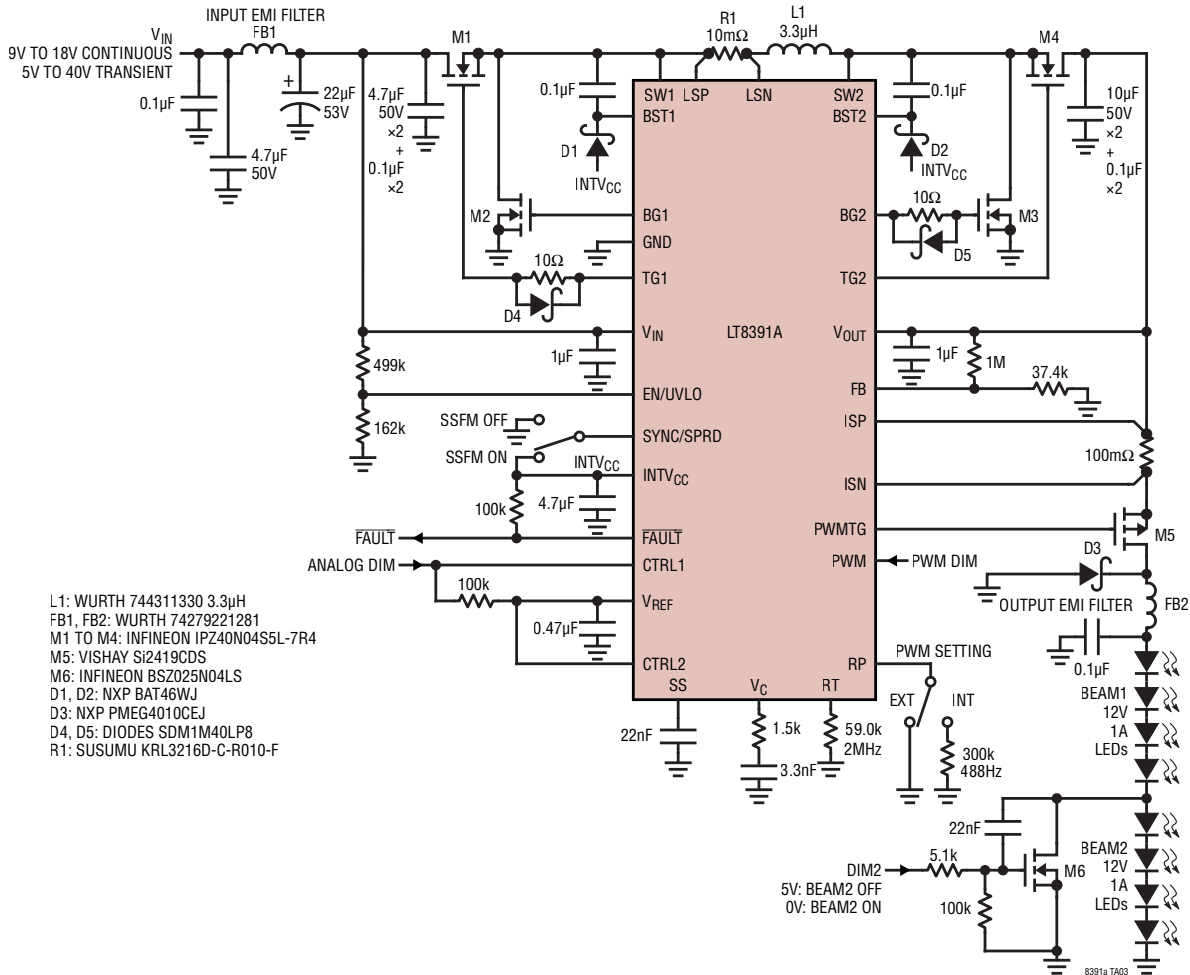 INPUT EMI FILTER
FB1
VIN
9V TO 18V CONTINUOUS
5V TO 40V TRANSIENT
0.1µF
4.7µF
50V
+
22µF
53V
4.7µF
50V
×2
+
0.1µF
×2
M1
R1
10mΩ
L1
3.3µH
M4
0.1µF
D1
INTVCC
SW1
LSP
LSN
SW2
BST1
BST2
0.1µF
D2
INTVCC
10µF
50V
×2
+
0.1µF
×2
M2
BG1
BG2
10Ω
D5
M3
GND
10Ω
D4
TG1
TG2
VIN
LT8391A
VOUT
1µF
1µF
1M
499k
162k
EN/UVLO
FB
37.4k
SSFM OFF
SSFM ON
SYNC/SPRD
ISP
100mΩ
INTVCC
INTVCC
4.7µF
100k
ISN
FAULT
FAULT
PWMTG
M5
ANALOG DIM
CTRL1
PWM
PWM DIM
D3
100k
VREF
0.47µF
OUTPUT EMI FILTER
FB2
0.1µF
CTRL2
RP
PWM SETTING
EXT
INT
SS
VC
RT
22nF
1.5k
3.3nF
59.0k
2MHz
300k
488Hz
BEAM1
12V
1A
LEDs
22nF
DIM2
5V: BEAM2 OFF
0V: BEAM2 ON
5.1k
100k
M6
BEAM2
12V
1A
LEDs
L1: WURTH 744311330 3.3µH
FB1, FB2: WURTH 74279221281
M1 TO M4: INFINEON IPZ40N04S5L-7R4
M5: VISHAY Si2419CDS
M6: INFINEON BSZ025N04LS
D1, D2: NXP BAT46WJ
D3: NXP PMEG4010CEJ
D4, D5: DIODES SDM1M40LP8
R1: SUSUMU KRL3216D-C-R010-F
8391a TA03